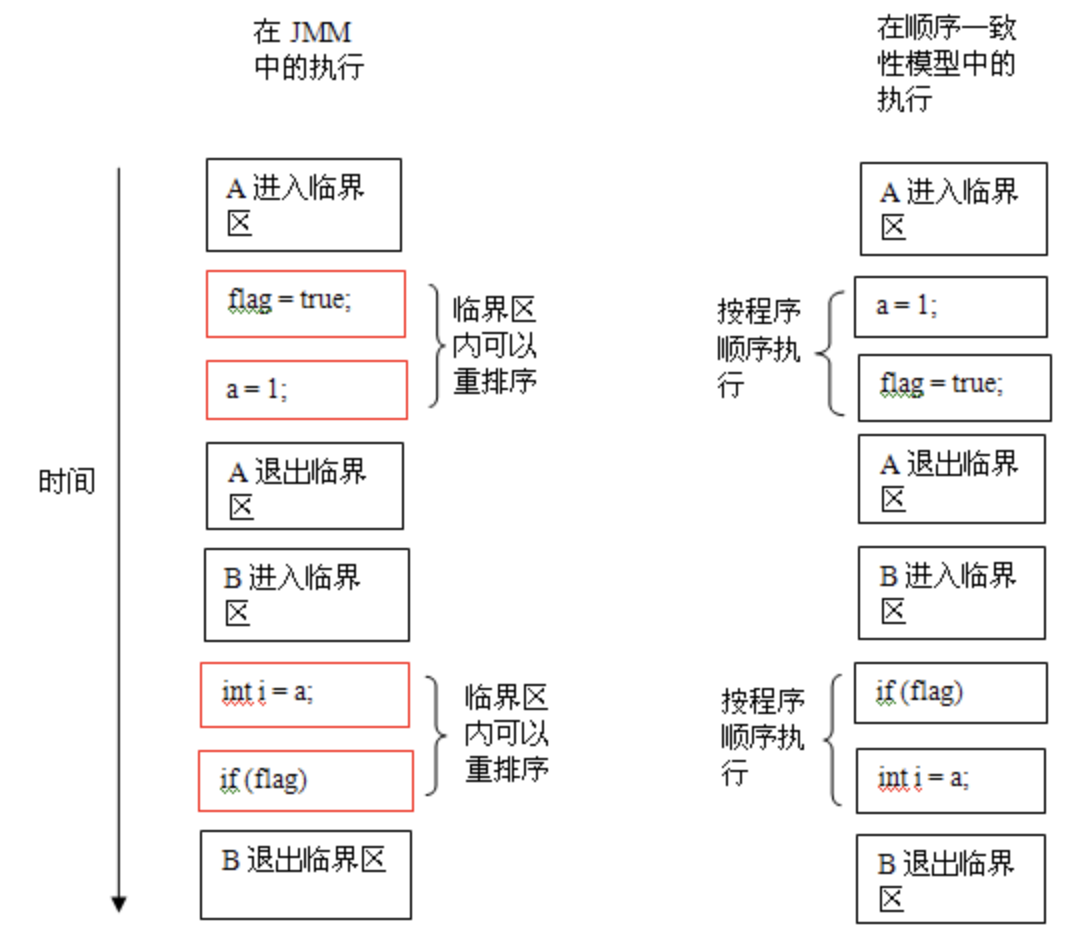 在 JMM
中的执行
在顺序一致
性模型中的
执行
时间
A 进入临界
区
flag = true;
a = 1;
临界区
内可以
重排序
A 退出临界
区
B 进入临界
区
int i = a;
if (flag)
临界区
内可以
重排序
B 退出临界区
A 进入临界
区
按程序
顺序执
行
a = 1;
flag = true;
A 退出临界
区
B 进入临界
区
按程序
顺序执
行
if (flag)
int i = a;
B 退出临界
区